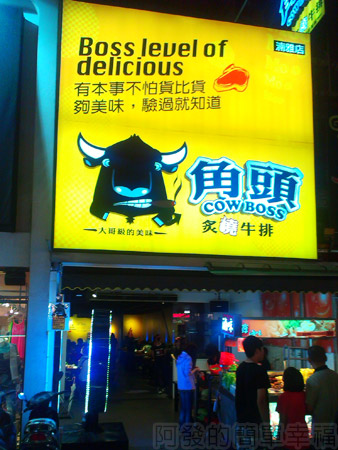 Boss level of
delicious
湳雅店
有本事不怕貨比貨
夠美味，驗過就知道
角頭
COW BOSS
大哥級的美味
炙燒牛排
阿發的簡單幸福